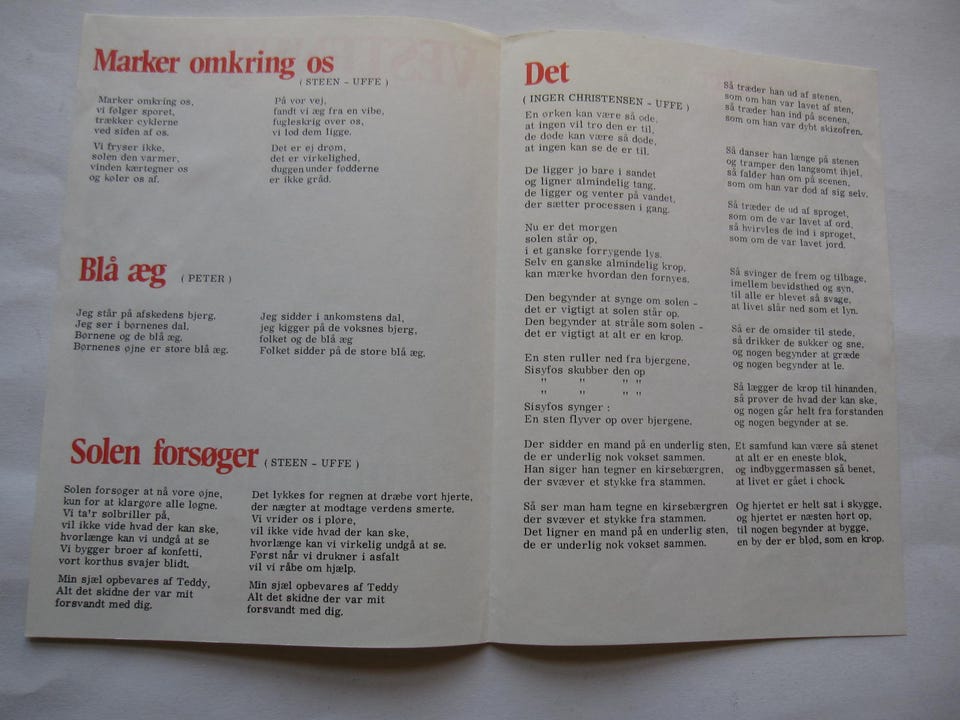 Marker omkring os
( STEEN - UFFE )
Marker omkring os,
vi følger sporet,
trækker cyklerne
ved siden af os.
Vi fryser ikke,
solen den varmer,
vinden kærtegner os
og køler os af.
På vor vej,
fandt vi æg fra en vibe,
fugleskrig over os,
vi lod dem ligge.
Det er ej drøm,
det er virkelighed,
duggen under fødderne
er ikke gråd.
Blå æg ( PETER )
Jeg står på afskedens bjerg.
Jeg ser i børnenes dal.
Børnene og de blå æg.
Børnenes øjne er store blå æg.
Jeg sidder i ankomstens dal,
jeg kigger på de voksnes bjerg,
folket og de blå æg
Folket sidder på de store blå æg.
Solen forsøger ( STEEN - UFFE )
Solen forsøger at nå vore øjne,
kun for at klargøre alle løgne.
Vi ta'r solbriller på,
vil ikke vide hvad der kan ske,
hvorlænge kan vi undgå at se
Vi bygger broer af konfetti,
vort korthus svajer blidt.
Min sjæl opbevares af Teddy,
Alt det skidne der var mit
forsvandt med dig.
Det lykkes for regnen at dræbe vort hjerte,
der nægter at modtage verdens smerte.
Vi vrider os i pløre,
vil ikke vide hvad der kan ske,
hvorlænge kan vi virkelig undgå at se.
Først når vi drukner i asfalt
vil vi råbe om hjælp.
Min sjæl opbevares af Teddy
Alt det skidne der var mit
forsvandt med dig.
Det
( INGER CHRISTENSEN - UFFE )
En ørken kan være så øde,
at ingen vil tro den er til,
de døde kan være så døde,
at ingen kan se de er til.
De ligger jo bare i sandet
og ligner almindelig tang,
de ligger og venter på vandet,
der sætter processen i gang.
Nu er det morgen
solen står op,
i et ganske forrygende lys.
Selv en ganske almindelig krop,
kan mærke hvordan den fornyes.
Den begynder at synge om solen -
det er vigtigt at solen står op.
Den begynder at stråle som solen -
det er vigtigt at alt er en krop.
En sten ruller ned fra bjergene,
Sisyfos skubber den op
" " " "
" " " "
Sisyfos synger :
En sten flyver op over bjergene.
Der sidder en mand på en underlig sten,
de er underlig nok vokset sammen.
Han siger han tegner en kirsebærgren,
der svæver et stykke fra stammen.
Så ser man ham tegne en kirsebærgren
der svæver et stykke fra stammen.
Det ligner en mand på en underlig sten,
de er underlig nok vokset sammen.
Så træder han ud af stenen,
som om han var lavet af sten,
så træder han ind på scenen,
som om han var dybt skizofren.
Så danser han længe på stenen
og tramper den langsomt ihjel,
så falder han om på scenen,
som om han var død af sig selv.
Så træder de ud af sproget,
som om de var lavet af ord,
så hvirvles de ind i sproget,
som om de var lavet jord.
Så svinger de frem og tilbage,
imellem bevidsthed og syn,
til alle er blevet så svage,
at livet slår ned som et lyn.
Så er de omsider til stede,
så drikker de sukker og sne,
og nogen begynder at græde
og nogen begynder at le.
Så lægger de krop til hinanden,
så prøver de hvad der kan ske,
og nogen går helt fra forstanden
og nogen begynder at se.
Et samfund kan være så stenet
at alt er en eneste blok,
og indbyggermassen så benet,
at livet er gået i chock.
Og hjertet er helt sat i skygge,
og hjertet er næsten hørt op,
til nogen begynder at bygge,
en by der er blød, som en krop.